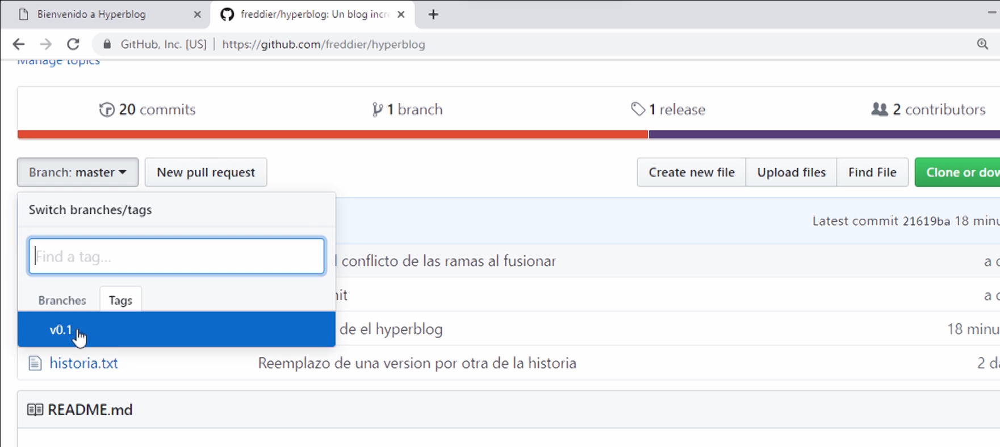 Bienvenido a Hyperblog
freddier/hyperblog: Un blog incr
GitHub, Inc. [US] | https://github.com/freddier/hyperblog
Manage topics
20 commits
1 branch
1 release
2 contributors
Branch: master
New pull request
Create new file
Upload files
Find File
Clone or dow
Switch branches/tags
Latest commit 21619ba 18 minu
Find a tag...
l conflicto de las ramas al fusionar
a d
Branches
Tags
nit
a d
v0.1
de el hyperblog
18 minu
historia.txt
Reemplazo de una version por otra de la historia
2 da
README.md